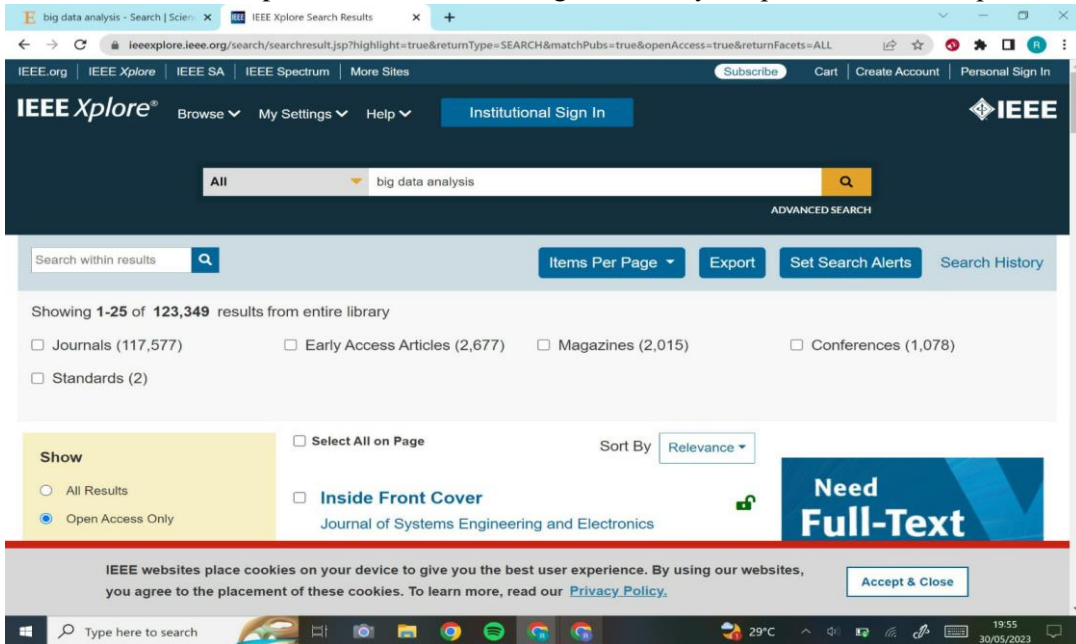 big data analysis - Search | Scien
IEEE Xplore Search Results
ieeexplore.ieee.org/search/searchresult.jsp?highlight=true&returnType=SEARCH&matchPubs=true&openAccess=true&returnFacets=ALL
R
IEEE.org | IEEE Xplore | IEEE SA | IEEE Spectrum | More Sites
Subscribe
Cart | Create Account | Personal Sign In
IEEE Xplore®
Browse
My Settings
Help
Institutional Sign In
IEEE
All
big data analysis
ADVANCED SEARCH
Search within results
Items Per Page
Export
Set Search Alerts
Search History
Showing 1-25 of 123,349 results from entire library
Journals (117,577)
Early Access Articles (2,677)
Magazines (2,015)
Conferences (1,078)
Standards (2)
Show
All Results
Open Access Only
Select All on Page
Sort By
Relevance
Inside Front Cover
Journal of Systems Engineering and Electronics
Need
Full-Text
IEEE websites place cookies on your device to give you the best user experience. By using our websites,
you agree to the placement of these cookies. To learn more, read our Privacy Policy.
Accept & Close
Type here to search
29°C
19:55
30/05/2023